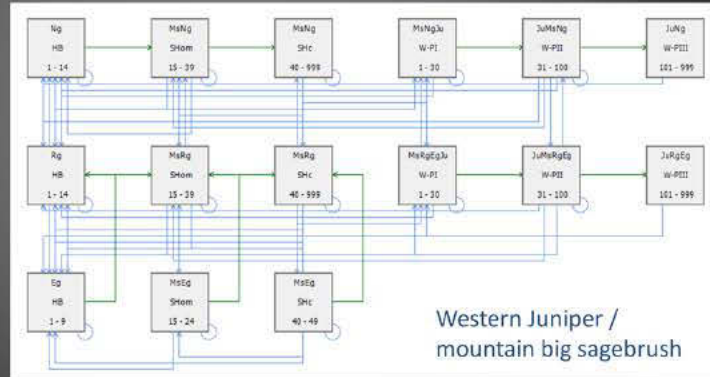 Ng
HB
1 - 14
MsNg
SHom
15 - 39
MsNg
SHc
40 - 999
MsNgJu
W-PI
1 - 30
JuMsNg
W-PII
31 - 100
JuNg
W-PIII
101 - 999
Rg
HB
1 - 14
MsRg
SHom
15 - 39
MsRg
SHc
40 - 999
MsRgEgJu
W-PI
1 - 30
JuMsRgEg
W-PII
31 - 100
JuRgEg
W-PIII
101 - 999
Eg
HB
1 - 9
MsEg
SHom
15 - 24
MsEg
SHc
40 - 49
Western Juniper /
mountain big sagebrush